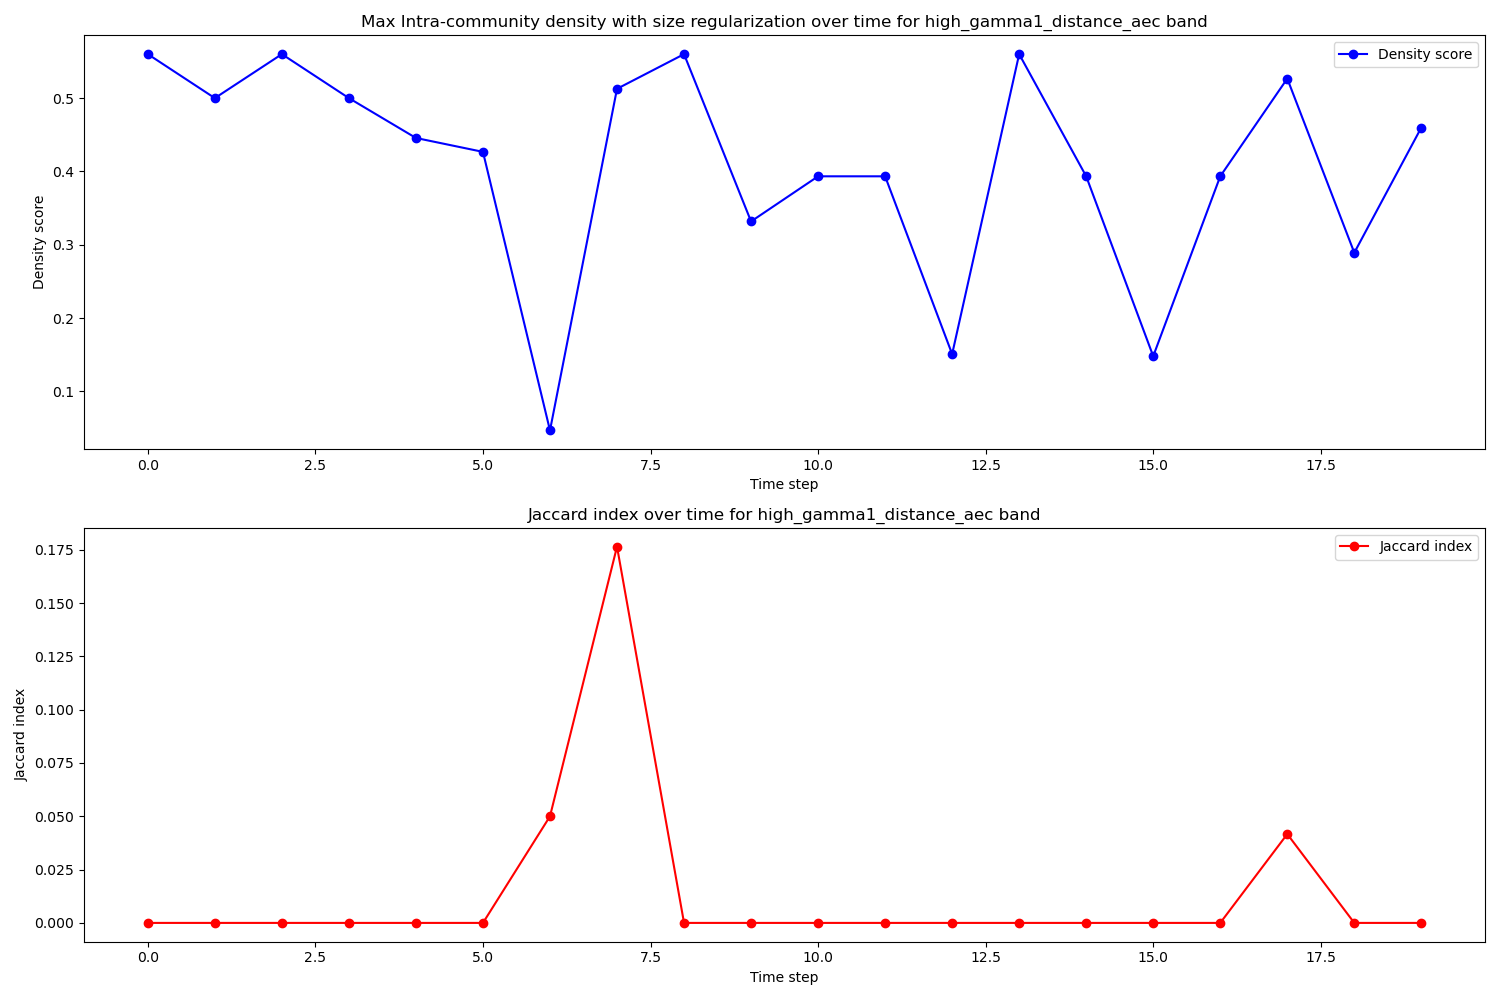 Max Intra-community density with size regularization over time for high_gamma1_distance_aec band
Density score
0.5
0.4
0.3
0.2
0.1
Density score
0.0 2.5 5.0 7.5 10.0 12.5 15.0 17.5
Time step
Jaccard index over time for high_gamma1_distance_aec band
Jaccard index
0.175
0.150
0.125
0.100
0.075
0.050
0.025
0.000
Jaccard index
0.0 2.5 5.0 7.5 10.0 12.5 15.0 17.5
Time step